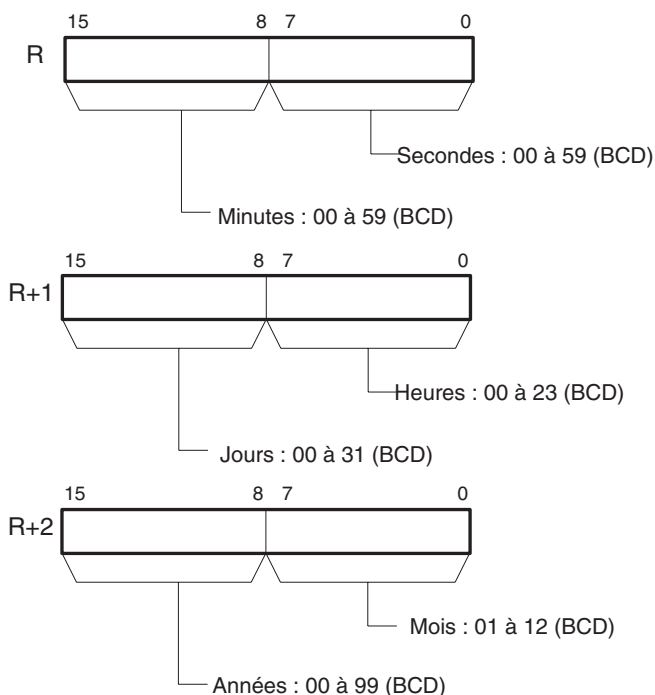 15 8 7 0
R
Secondes : 00 à 59 (BCD)
Minutes : 00 à 59 (BCD)
15 8 7 0
R+1
Heures : 00 à 23 (BCD)
Jours : 00 à 31 (BCD)
15 8 7 0
R+2
Mois : 01 à 12 (BCD)
Années : 00 à 99 (BCD)